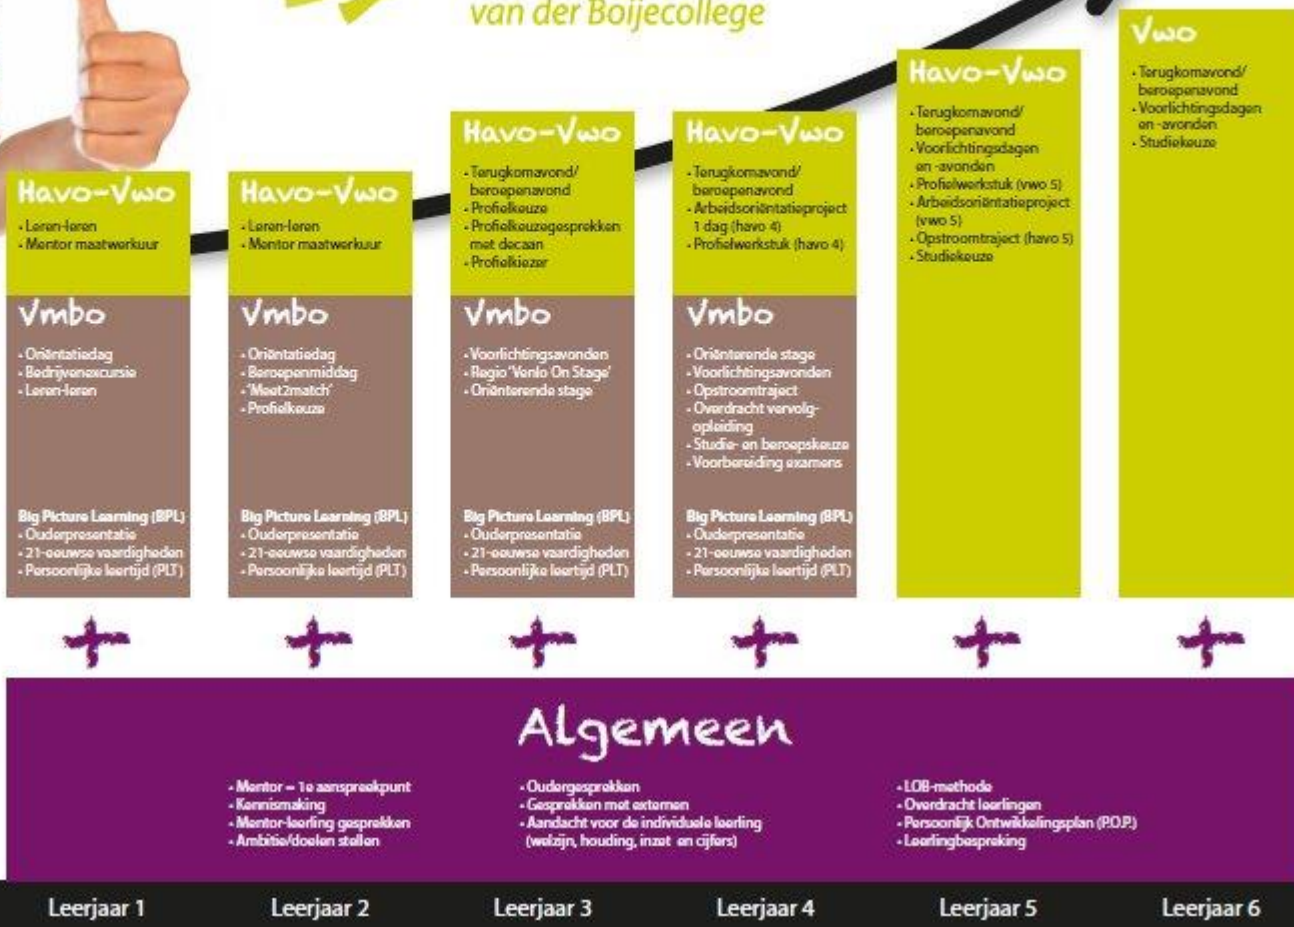 van der Boijecollege
Havo-Vwo
- Leren-leren
- Mentor maatwerkuur
Vmbo
- Oriëntatiedag
- Bedrijvenexcursie
- Leren-leren
Big Picture Learning (BPL)
- Ouderpresentatie
- 21-eeuwse vaardigheden
- Persoonlijke leertijd (PLT)
Havo-Vwo
- Leren-leren
- Mentor maatwerkuur
Vmbo
- Oriëntatiedag
- Beroepenmiddag
- 'Meet2match'
- Profielkeuze
Big Picture Learning (BPL)
- Ouderpresentatie
- 21-eeuwse vaardigheden
- Persoonlijke leertijd (PLT)
Havo-Vwo
- Terugkomavond/
beroepenavond
- Profielkeuze
- Profielkeuzegesprekken
met decaan
- Profielkiezer
Vmbo
- Voorlichtingsavonden
- Regio 'Venlo On Stage'
- Oriënterende stage
Big Picture Learning (BPL)
- Ouderpresentatie
- 21-eeuwse vaardigheden
- Persoonlijke leertijd (PLT)
Havo-Vwo
- Terugkomavond/
beroepenavond
- Arbeidsoriëntatieproject
1 dag (havo 4)
- Profielwerkstuk (havo 4)
Vmbo
- Oriënterende stage
- Voorlichtingsavonden
- Opstroomtraject
- Overdracht vervolg-
opleiding
- Studie- en beroepskeuze
- Voorbereiding examens
Big Picture Learning (BPL)
- Ouderpresentatie
- 21-eeuwse vaardigheden
- Persoonlijke leertijd (PLT)
Havo-Vwo
- Terugkomavond/
beroepenavond
- Voorlichtingsdagen
en -avonden
- Profielwerkstuk (vwo 5)
- Arbeidsoriëntatieproject
(vwo 5)
- Opstroomtraject (havo 5)
- Studiekeuze
Vwo
- Terugkomavond/
beroepenavond
- Voorlichtingsdagen
en -avonden
- Studiekeuze
+ + + + + +
Algemeen
- Mentor = 1e aanspreekpunt
- Kennismaking
- Mentor-leerling gesprekken
- Ambitie/doelen stellen
- Oudergesprekken
- Gesprekken met externen
- Aandacht voor de individuele leerling
(welzijn, houding, inzet en cijfers)
- LOB-methode
- Overdracht leerlingen
- Persoonlijk Ontwikkelingsplan (P.O.P.)
- Leerlingbespreking
Leerjaar 1 Leerjaar 2 Leerjaar 3 Leerjaar 4 Leerjaar 5 Leerjaar 6